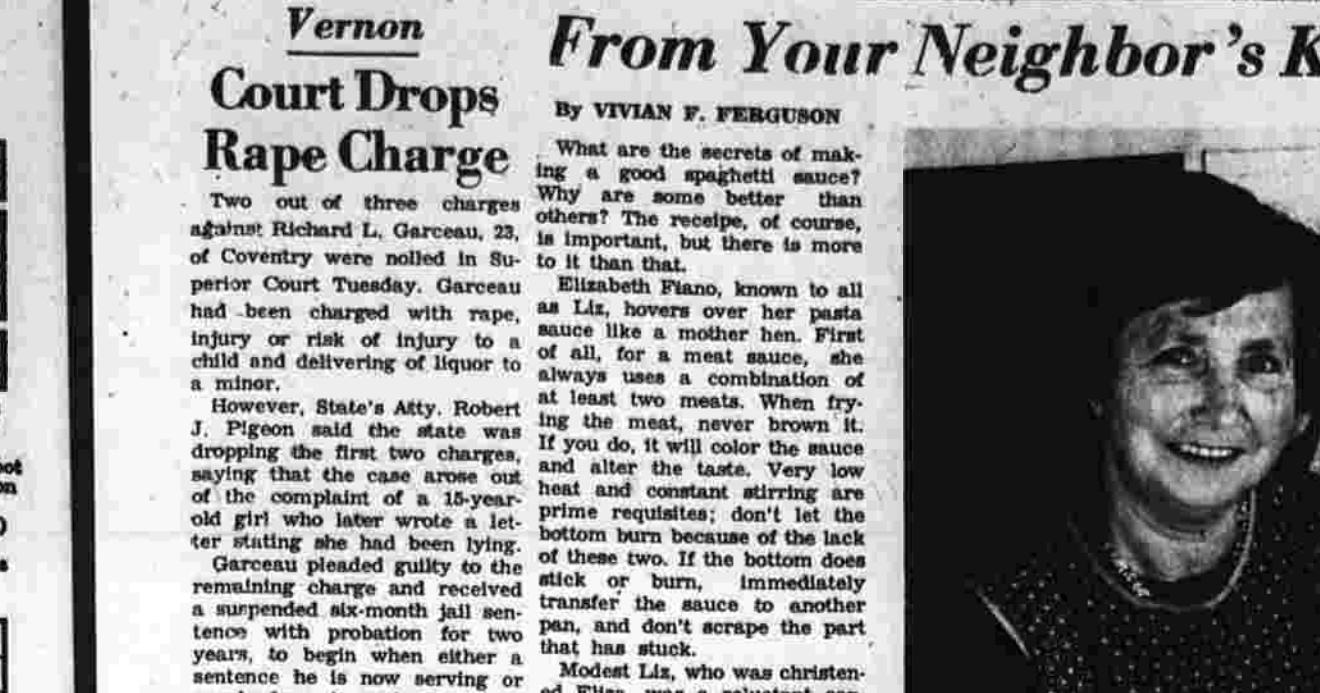 Vernon
Court Drops
Rape Charge
Two out of three charges
against Richard L. Garceau, 23,
of Coventry were nolled in Su-
perior Court Tuesday. Garceau
had been charged with rape,
injury or risk of injury to a
child and delivering of liquor to
a minor.
However, State's Atty. Robert
J. Pigeon said the state was
dropping the first two charges,
saying that the case arose out
of the complaint of a 15-year-
old girl who later wrote a let-
ter stating she had been lying.
Garceau pleaded guilty to the
remaining charge and received
a suspended six-month jail sen-
tence with probation for two
years, to begin when either a
sentence he is now serving or
From Your Neighbor's K
By VIVIAN F. FERGUSON
What are the secrets of mak-
ing a good spaghetti sauce?
Why are some better than
others? The receipe, of course,
is important, but there is more
to it than that.
Elizabeth Fiano, known to all
as Liz, hovers over her pasta
sauce like a mother hen. First
of all, for a meat sauce, she
always uses a combination of
at least two meats. When fry-
ing the meat, never brown it.
If you do, it will color the sauce
and alter the taste. Very low
heat and constant stirring are
prime requisites; don't let the
bottom burn because of the lack
of these two. If the bottom does
stick or burn, immediately
transfer the sauce to another
pan, and don't scrape the part
that has stuck.
Modest Liz, who was christen-